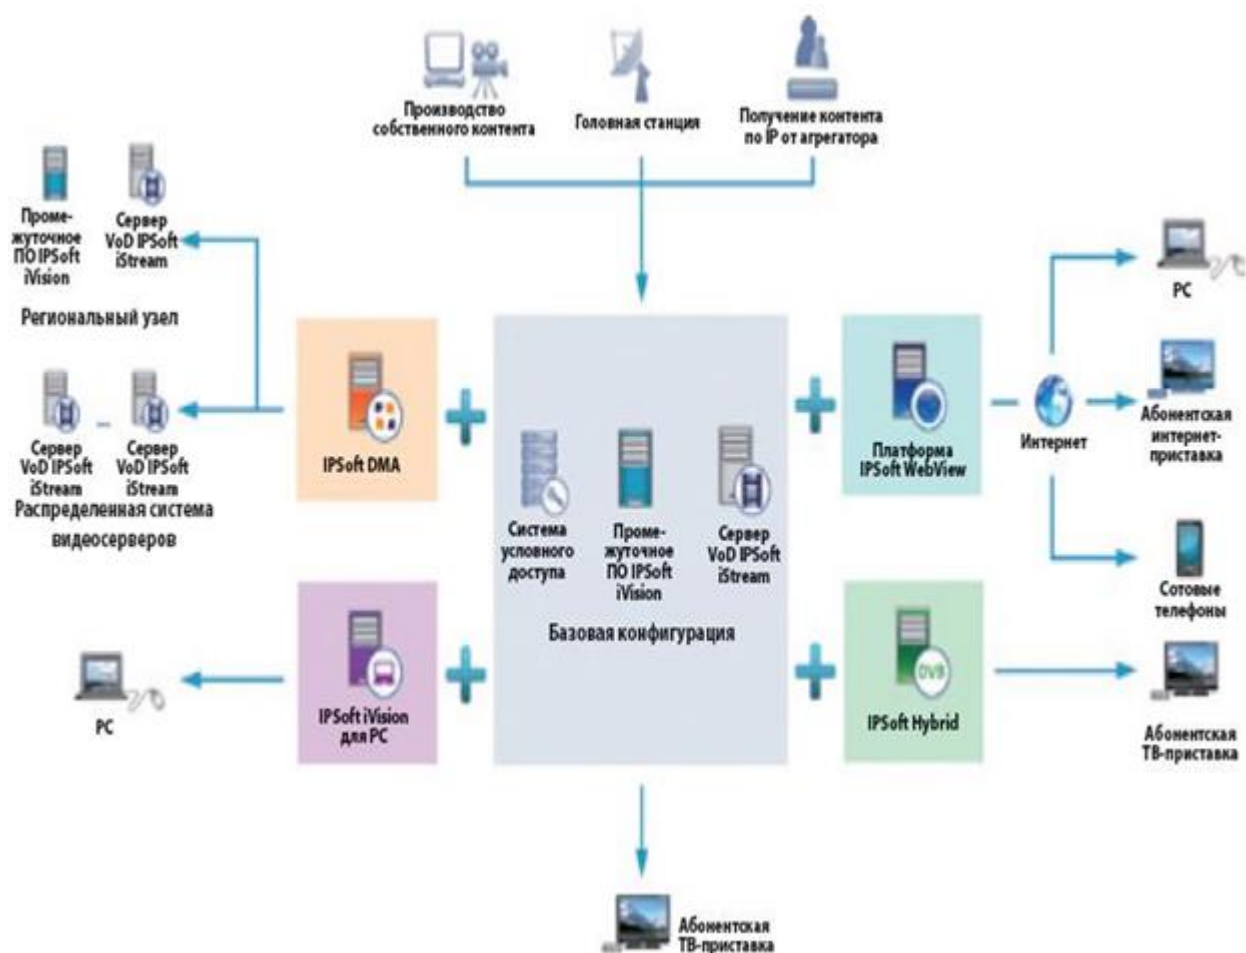 Производство
собственного контента
Головная станция
Получение контента
по IP от агрегатора
Проме-
жуточное
ПО IPSoft
iVision
Сервер
VoD IPSoft
iStream
Региональный узел
Сервер
VoD IPSoft
iStream
Сервер
VoD IPSoft
iStream
Распределенная система
видеосерверов
IPSoft DMA
Система
условного
доступа
Проме-
жуточное
ПО IPSoft
iVision
Сервер
VoD IPSoft
iStream
Базовая конфигурация
Платформа
IPSoft WebView
Интернет
PC
Абонентская
интернет-
приставка
Сотовые
телефоны
PC
IPSoft iVision
для PC
DVB
IPSoft Hybrid
Абонентская
ТВ-приставка
Абонентская
ТВ-приставка